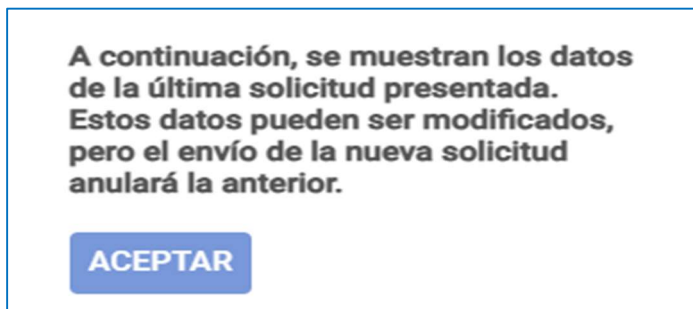 A continuación, se muestran los datos
de la última solicitud presentada.
Estos datos pueden ser modificados,
pero el envío de la nueva solicitud
anulará la anterior.
ACEPTAR